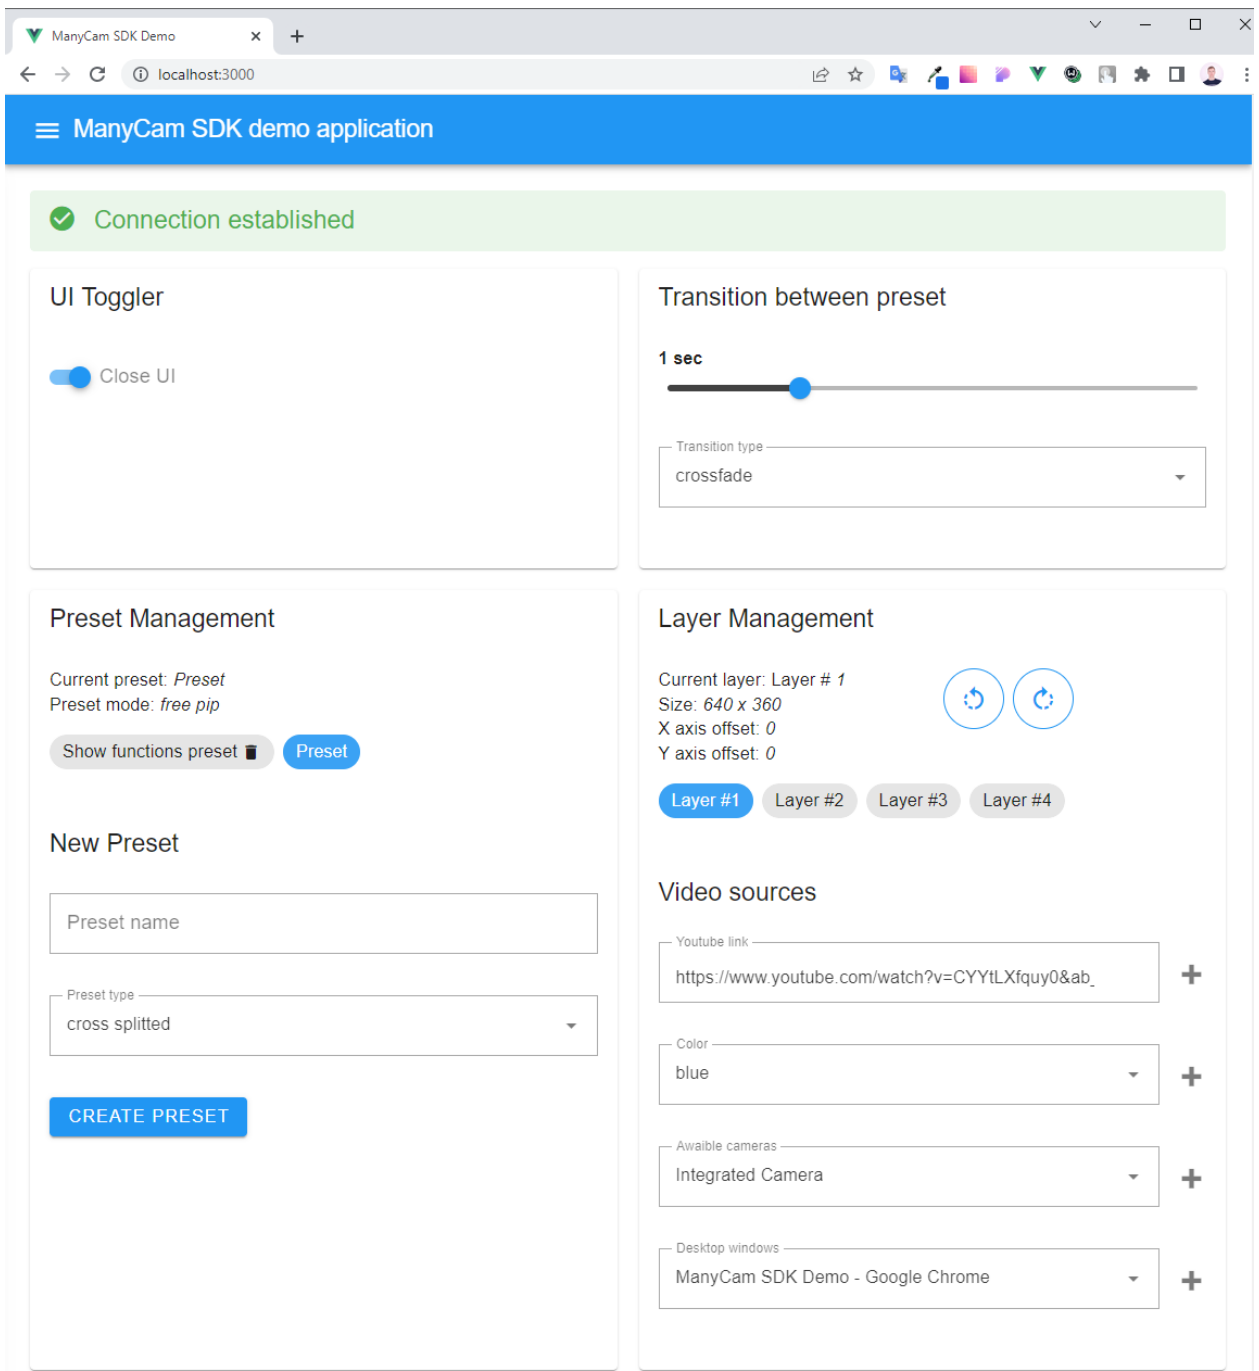 ManyCam SDK Demo
localhost:3000
ManyCam SDK demo application
Connection established
UI Toggler
Close UI
Transition between preset
1 sec
Transition type
crossfade
Preset Management
Current preset: Preset
Preset mode: free pip
Show functions preset
Preset
New Preset
Preset name
Preset type
cross splitted
CREATE PRESET
Layer Management
Current layer: Layer # 1
Size: 640 x 360
X axis offset: 0
Y axis offset: 0
Layer #1
Layer #2
Layer #3
Layer #4
Video sources
Youtube link
https://www.youtube.com/watch?v=CYYtLXfquy0&ab_
Color
blue
Awaible cameras
Integrated Camera
Desktop windows
ManyCam SDK Demo - Google Chrome